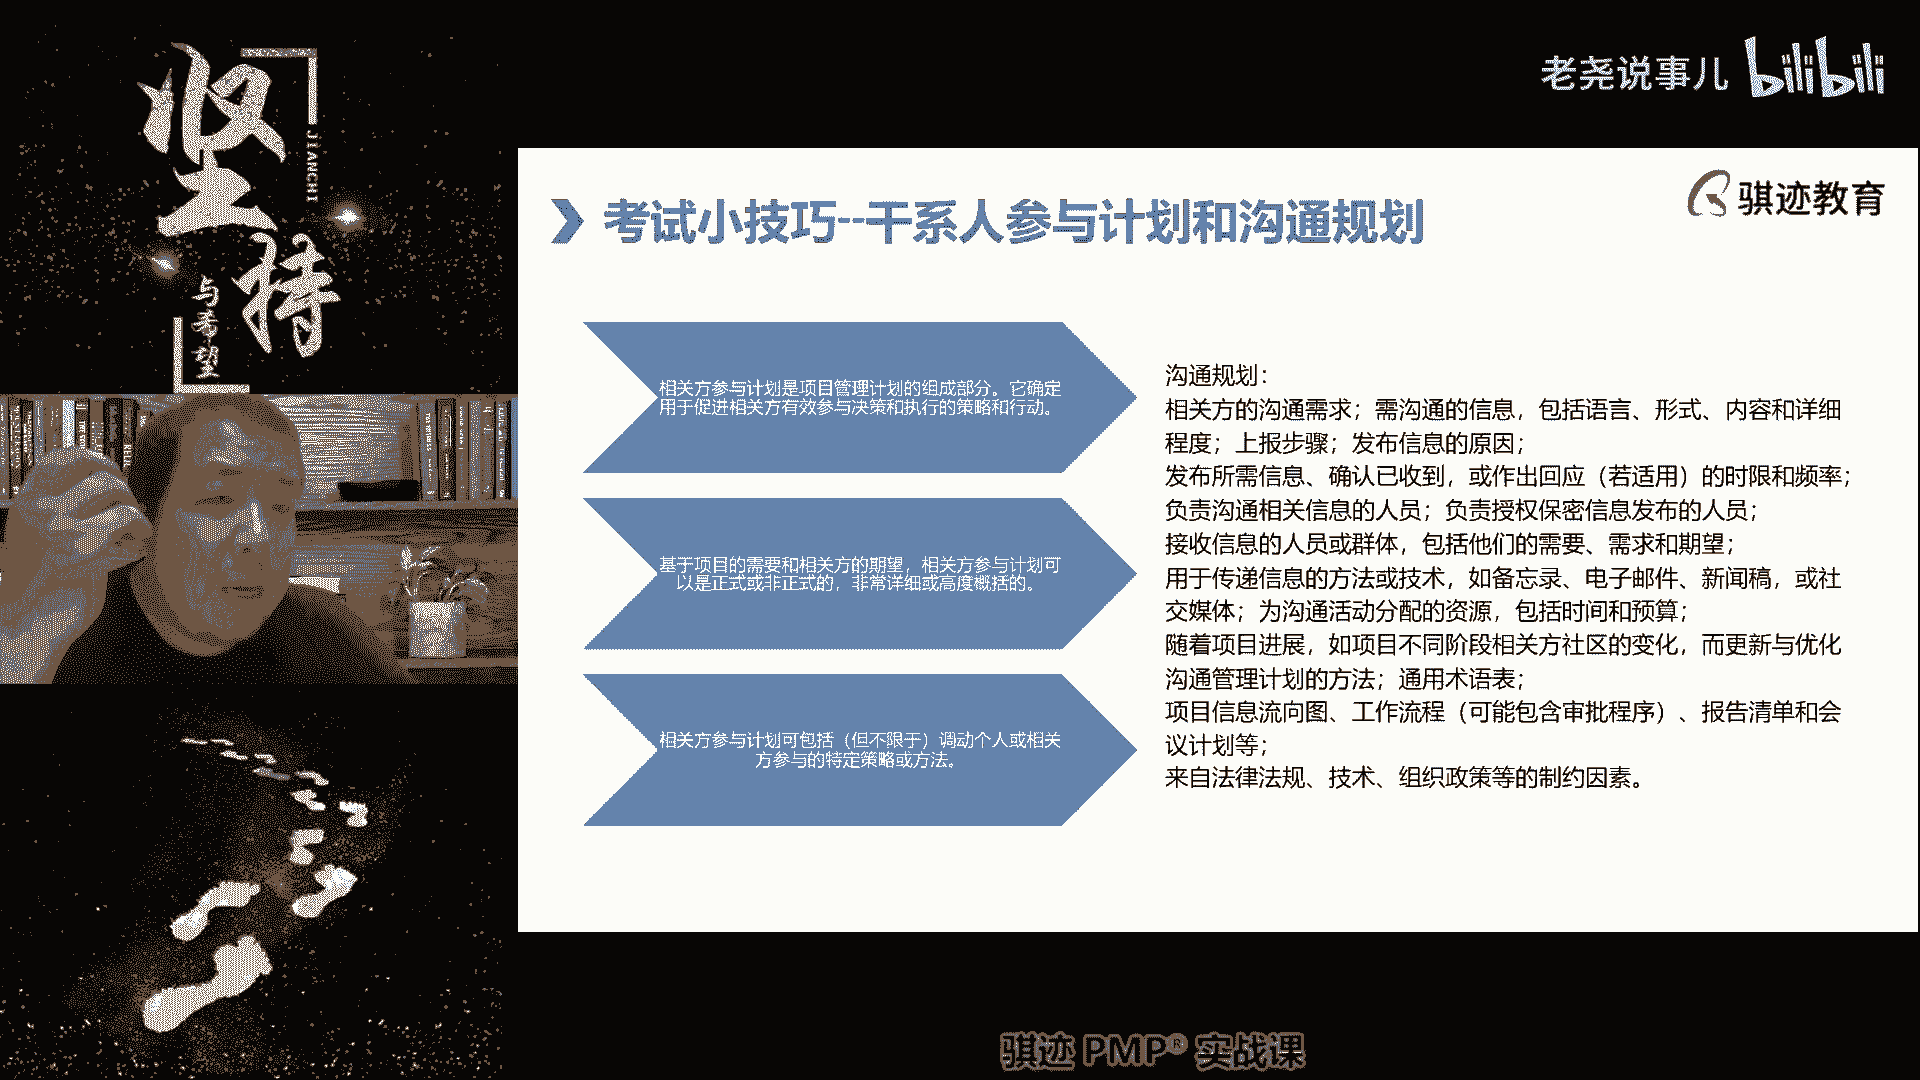 坚持
JIANCHI
与希望
老尧说事儿 bilibili
骐迹教育
考试小技巧--干系人参与计划和沟通规划
相关方参与计划是项目管理计划的组成部分。它确定
用于促进相关方有效参与决策和执行的策略和行动。
基于项目的需要和相关方的期望，相关方参与计划可
以是正式或非正式的，非常详细或高度概括的。
相关方参与计划可包括（但不限于）调动个人或相关
方参与的特定策略或方法。
沟通规划：
相关方的沟通需求；需沟通的信息，包括语言、形式、内容和详细
程度；上报步骤；发布信息的原因；
发布所需信息、确认已收到，或作出回应（若适用）的时限和频率；
负责沟通相关信息的人员；负责授权保密信息发布的人员；
接收信息的人员或群体，包括他们的需要、需求和期望；
用于传递信息的方法或技术，如备忘录、电子邮件、新闻稿，或社
交媒体；为沟通活动分配的资源，包括时间和预算；
随着项目进展，如项目不同阶段相关方社区的变化，而更新与优化
沟通管理计划的方法；通用术语表；
项目信息流向图、工作流程（可能包含审批程序）、报告清单和会
议计划等；
来自法律法规、技术、组织政策等的制约因素。
骐迹 PMP® 实战课